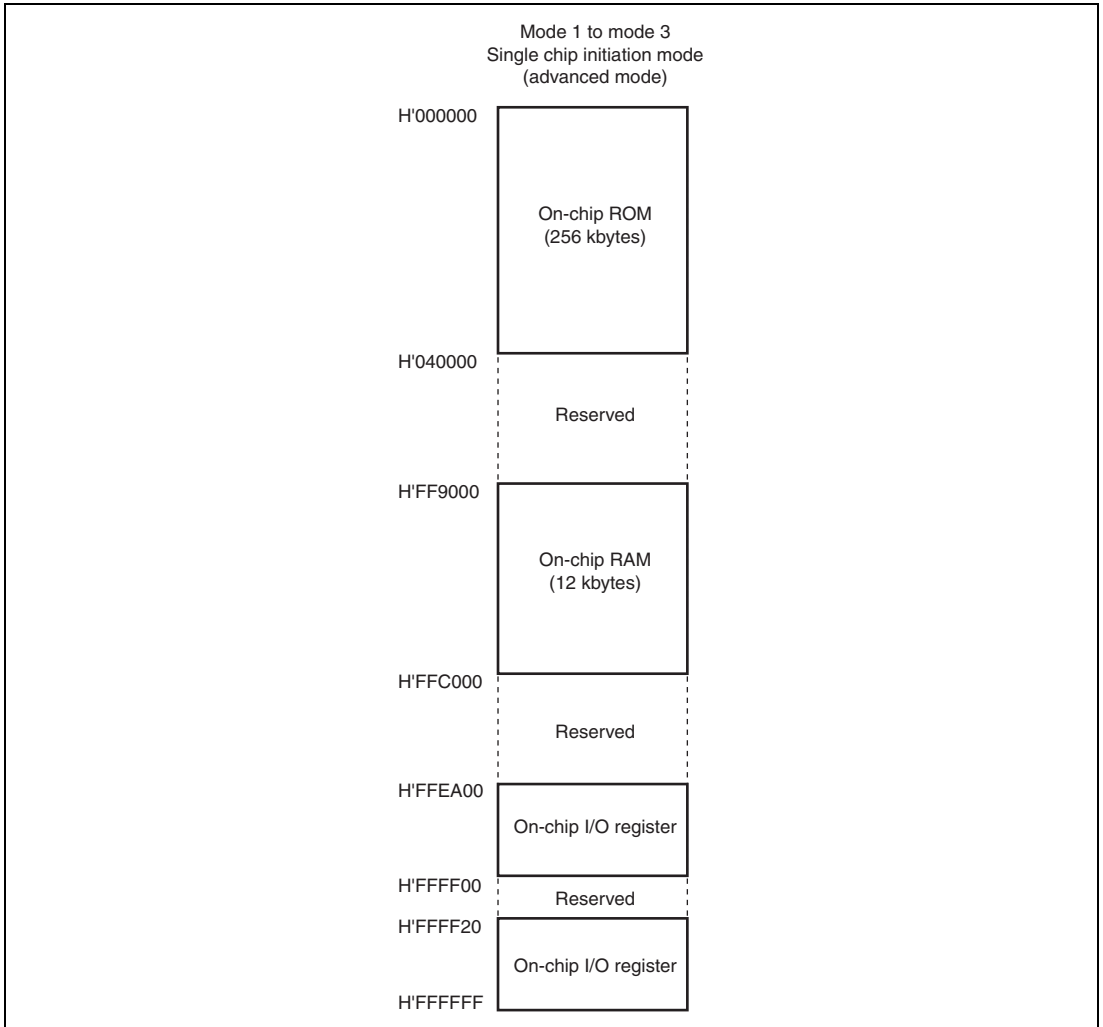 Mode 1 to mode 3
Single chip initiation mode
(advanced mode)
H'000000
On-chip ROM
(256 kbytes)
H'040000
Reserved
H'FF9000
On-chip RAM
(12 kbytes)
H'FFC000
Reserved
H'FFEA00
On-chip I/O register
H'FFFF00
Reserved
H'FFFF20
On-chip I/O register
H'FFFFFF